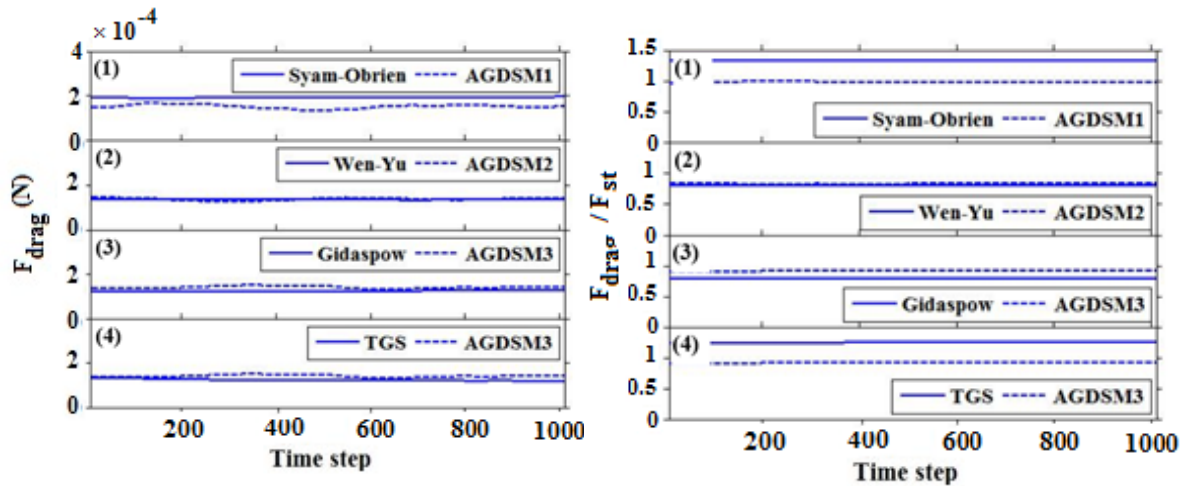 × 10^-4
4
(1)
Syam-Obrien AGDSM1
2
0
(2)
Wen-Yu AGDSM2
2
0
(3)
Gidaspow AGDSM3
2
0
(4)
TGS AGDSM3
2
0
F_drag (N)
200 400 600 800 1000
Time step
1.5
(1)
1
0.5
Syam-Obrien AGDSM1
0
(2)
1
0.5
Wen-Yu AGDSM2
0
(3)
1
0.5
Gidaspow AGDSM3
0
(4)
1
0.5
TGS AGDSM3
0
F_drag / F_st
200 400 600 800 1000
Time step